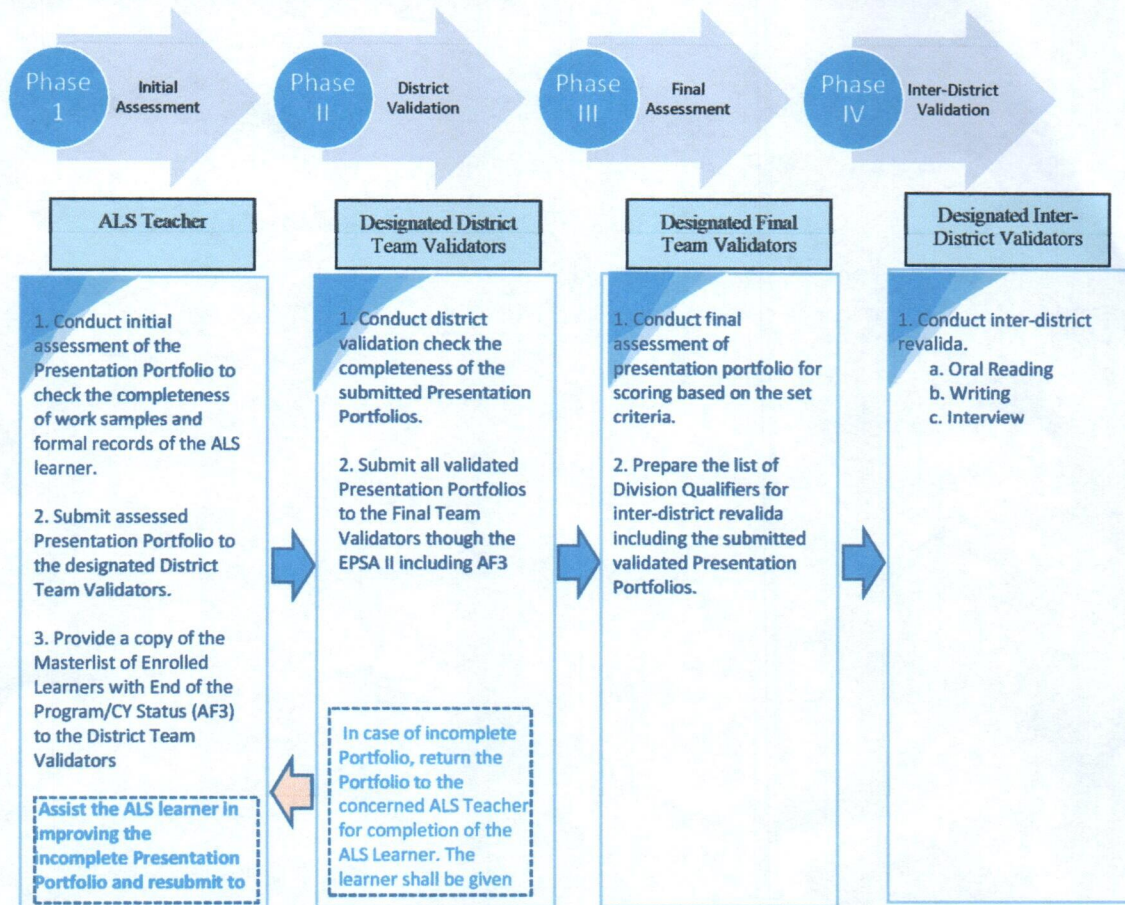 Phase
1
Initial
Assessment
Phase
II
District
Validation
Phase
III
Final
Assessment
Phase
IV
Inter-District
Validation
ALS Teacher
Designated District
Team Validators
Designated Final
Team Validators
Designated Inter-
District Validators
1. Conduct initial
assessment of the
Presentation Portfolio to
check the completeness
of work samples and
formal records of the ALS
learner.
2. Submit assessed
Presentation Portfolio to
the designated District
Team Validators.
3. Provide a copy of the
Masterlist of Enrolled
Learners with End of the
Program/CY Status (AF3)
to the District Team
Validators
Assist the ALS learner in
improving the
incomplete Presentation
Portfolio and resubmit to
1. Conduct district
validation check the
completeness of the
submitted Presentation
Portfolios.
2. Submit all validated
Presentation Portfolios
to the Final Team
Validators though the
EPSA II including AF3
In case of incomplete
Portfolio, return the
Portfolio to the
concerned ALS Teacher
for completion of the
ALS Learner. The
learner shall be given
1. Conduct final
assessment of
presentation portfolio for
scoring based on the set
criteria.
2. Prepare the list of
Division Qualifiers for
inter-district revalida
including the submitted
validated Presentation
Portfolios.
1. Conduct inter-district
revalida.
a. Oral Reading
b. Writing
c. Interview